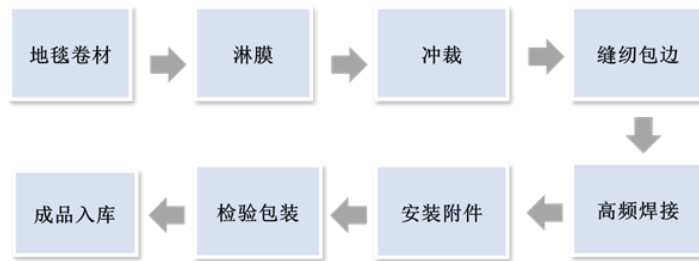 地毯卷材
淋膜
冲裁
缝纫包边
高频焊接
安装附件
检验包装
成品入库